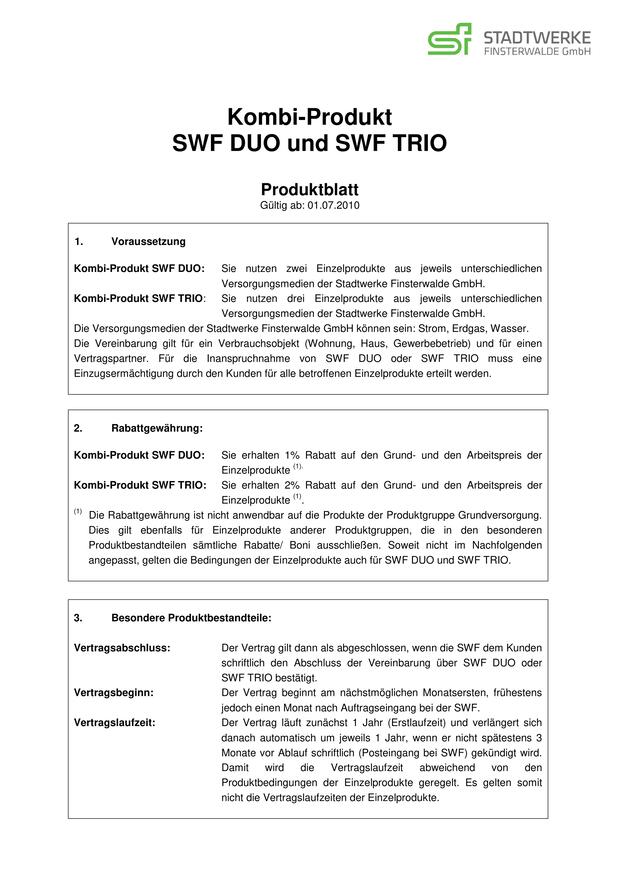 STADTWERKE
FINSTERWALDE GmbH
Kombi-Produkt
SWF DUO und SWF TRIO
Produktblatt
Gültig ab: 01.07.2010
1. Voraussetzung
Kombi-Produkt SWF DUO: Sie nutzen zwei Einzelprodukte aus jeweils unterschiedlichen
Versorgungsmedien der Stadtwerke Finsterwalde GmbH.
Kombi-Produkt SWF TRIO: Sie nutzen drei Einzelprodukte aus jeweils unterschiedlichen
Versorgungsmedien der Stadtwerke Finsterwalde GmbH.
Die Versorgungsmedien der Stadtwerke Finsterwalde GmbH können sein: Strom, Erdgas, Wasser.
Die Vereinbarung gilt für ein Verbrauchsobjekt (Wohnung, Haus, Gewerbebetrieb) und für einen
Vertragspartner. Für die Inanspruchnahme von SWF DUO oder SWF TRIO muss eine
Einzugsermächtigung durch den Kunden für alle betroffenen Einzelprodukte erteilt werden.
2. Rabattgewährung:
Kombi-Produkt SWF DUO: Sie erhalten 1% Rabatt auf den Grund- und den Arbeitspreis der
Einzelprodukte (1).
Kombi-Produkt SWF TRIO: Sie erhalten 2% Rabatt auf den Grund- und den Arbeitspreis der
Einzelprodukte (1).
(1) Die Rabattgewährung ist nicht anwendbar auf die Produkte der Produktgruppe Grundversorgung.
Dies gilt ebenfalls für Einzelprodukte anderer Produktgruppen, die in den besonderen
Produktbestandteilen sämtliche Rabatte/ Boni ausschließen. Soweit nicht im Nachfolgenden
angepasst, gelten die Bedingungen der Einzelprodukte auch für SWF DUO und SWF TRIO.
3. Besondere Produktbestandteile:
Vertragsabschluss: Der Vertrag gilt dann als abgeschlossen, wenn die SWF dem Kunden
schriftlich den Abschluss der Vereinbarung über SWF DUO oder
SWF TRIO bestätigt.
Vertragsbeginn: Der Vertrag beginnt am nächstmöglichen Monatsersten, frühestens
jedoch einen Monat nach Auftragseingang bei der SWF.
Vertragslaufzeit: Der Vertrag läuft zunächst 1 Jahr (Erstlaufzeit) und verlängert sich
danach automatisch um jeweils 1 Jahr, wenn er nicht spätestens 3
Monate vor Ablauf schriftlich (Posteingang bei SWF) gekündigt wird.
Damit wird die Vertragslaufzeit abweichend von den
Produktbedingungen der Einzelprodukte geregelt. Es gelten somit
nicht die Vertragslaufzeiten der Einzelprodukte.